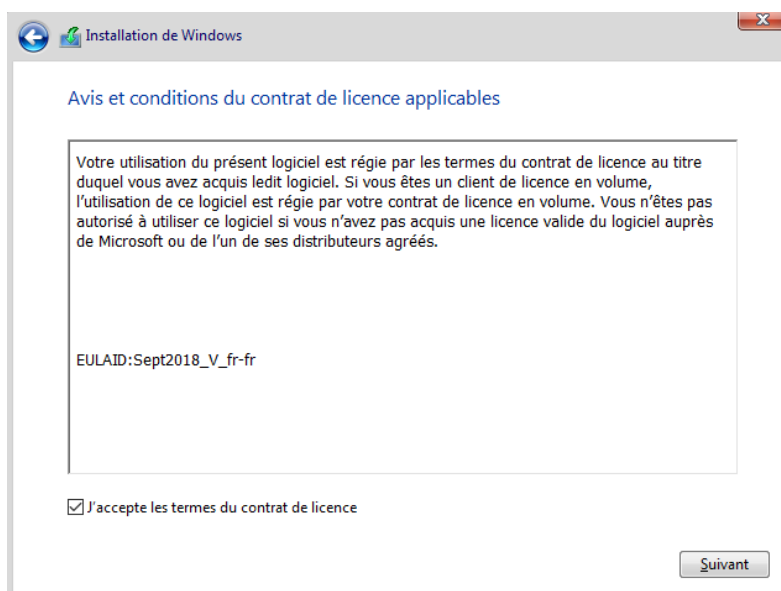 Installation de Windows
Avis et conditions du contrat de licence applicables
Votre utilisation du présent logiciel est régie par les termes du contrat de licence au titre
duquel vous avez acquis ledit logiciel. Si vous êtes un client de licence en volume,
l’utilisation de ce logiciel est régie par votre contrat de licence en volume. Vous n’êtes pas
autorisé à utiliser ce logiciel si vous n’avez pas acquis une licence valide du logiciel auprès
de Microsoft ou de l’un de ses distributeurs agréés.
EULAID:Sept2018_V_fr-fr
J’accepte les termes du contrat de licence
Suivant